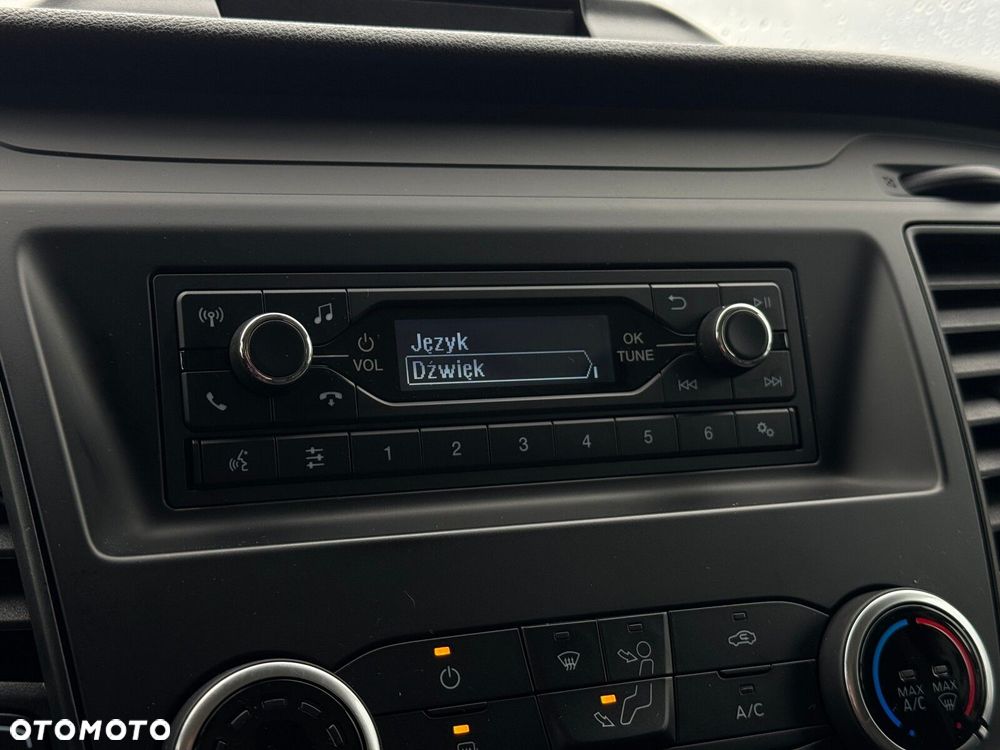 Język
Dźwięk
VOL
OK
TUNE
1
2
3
4
5
6
A/C
MAX
A/C
MAX
OTOMOTO